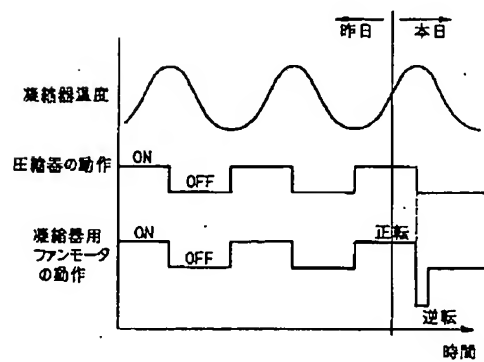 昨日 本日
凝縮器温度
圧縮器の動作
ON
OFF
凝縮器用
ファンモータ
の動作
ON
OFF
正転
逆転
時間